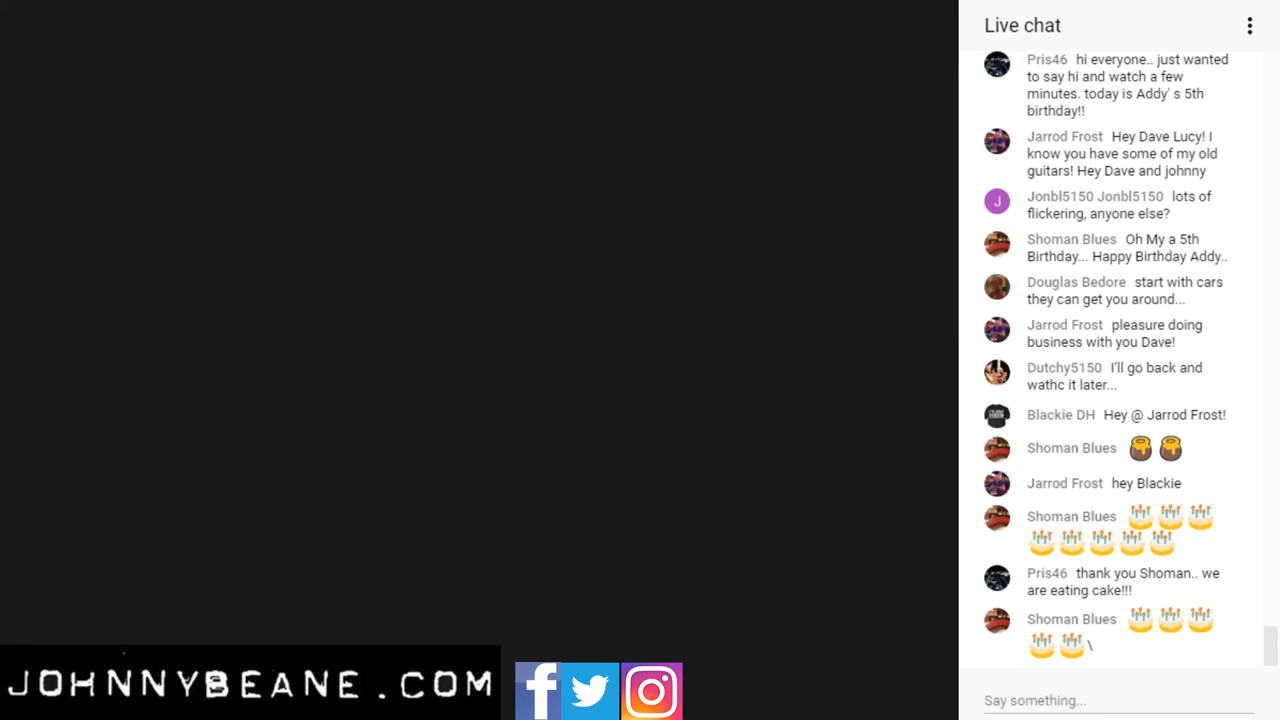 Live chat
Pris46 hi everyone.. just wanted
to say hi and watch a few
minutes. today is Addy' s 5th
birthday!!
Jarrod Frost Hey Dave Lucy! I
know you have some of my old
guitars! Hey Dave and johnny
J
Jonbl5150 Jonbl5150 lots of
flickering, anyone else?
Shoman Blues Oh My a 5th
Birthday... Happy Birthday Addy..
Douglas Bedore start with cars
they can get you around...
Jarrod Frost pleasure doing
business with you Dave!
Dutchy5150 I'll go back and
wathc it later...
Blackie DH Hey @ Jarrod Frost!
Shoman Blues
Jarrod Frost hey Blackie
Shoman Blues
Pris46 thank you Shoman.. we
are eating cake!!!
Shoman Blues
\
Say something...
JOHNNYBEANE.COM